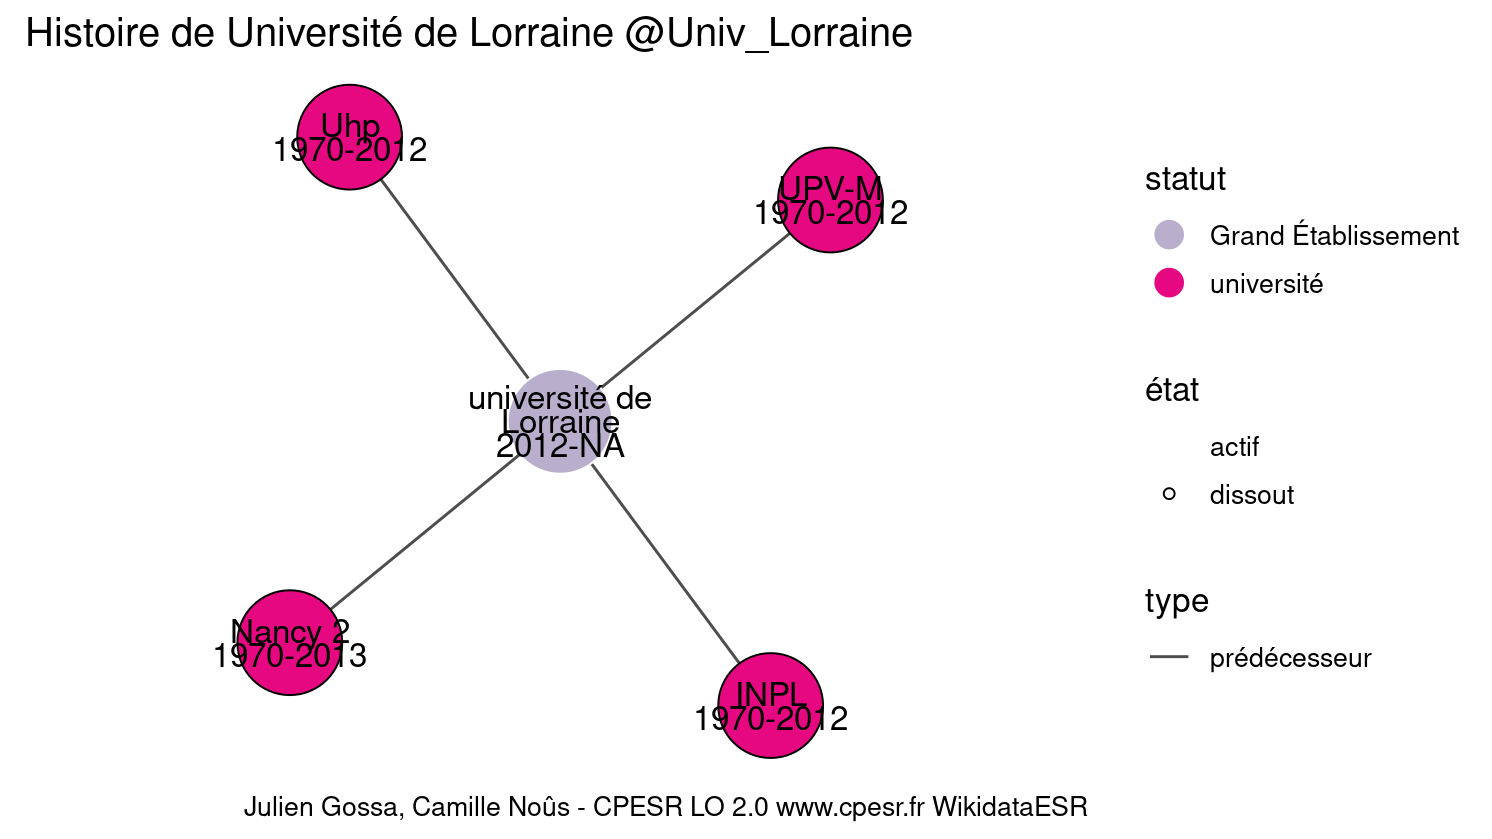 Histoire de Université de Lorraine @Univ_Lorraine
Uhp
1970-2012
UPV-M
1970-2012
université de
Lorraine
2012-NA
Nancy 2
1970-2013
INPL
1970-2012
statut
Grand Établissement
université
état
actif
dissout
type
prédécesseur
Julien Gossa, Camille Noûs - CPESR LO 2.0 www.cpesr.fr WikidataESR